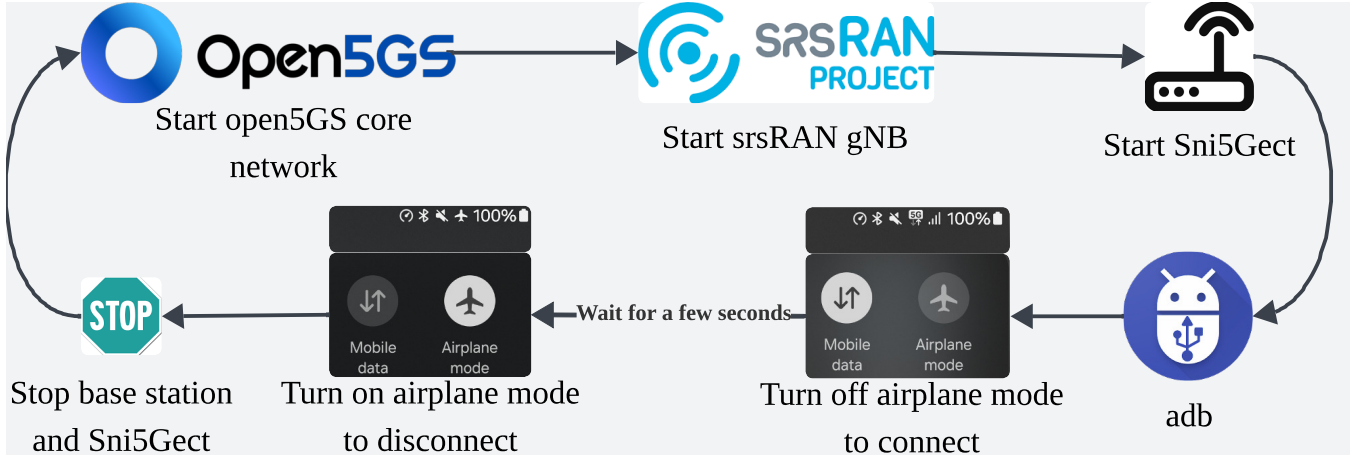 Open5GS
srsRAN
PROJECT
Start open5GS core
network
Start srsRAN gNB
Start Sni5Gect
100%
5G
100%
STOP
Mobile
data
Airplane
mode
Wait for a few seconds
Mobile
data
Airplane
mode
Stop base station
and Sni5Gect
Turn on airplane mode
to disconnect
Turn off airplane mode
to connect
adb